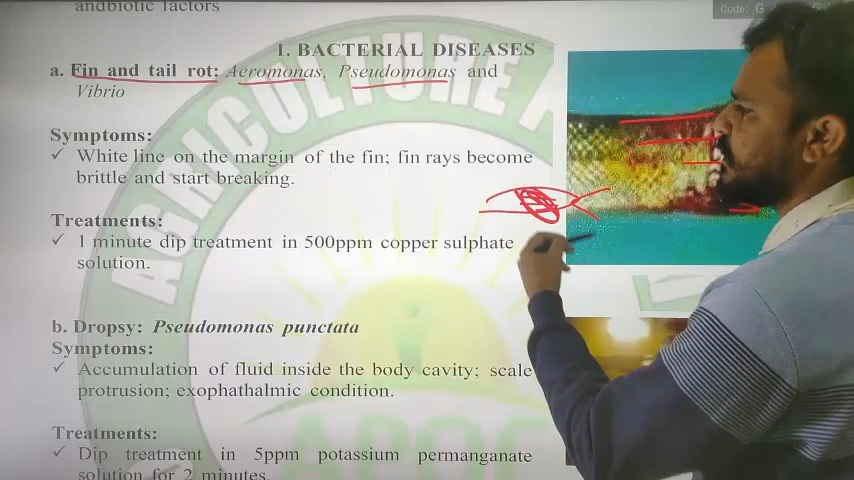 andbiotic factors
Code: G
1. BACTERIAL DISEASES
a. Fin and tail rot: Aeromonas, Pseudomonas and
Vibrio
Symptoms:
✓ White line on the margin of the fin; fin rays become
brittle and start breaking.
Treatments:
✓ 1 minute dip treatment in 500ppm copper sulphate
solution.
b. Dropsy: Pseudomonas punctata
Symptoms:
✓ Accumulation of fluid inside the body cavity; scale
protrusion; exophathalmic condition.
Treatments:
✓ Dip treatment in 5ppm potassium permanganate
solution for 2 minutes.
AGRICULTURE